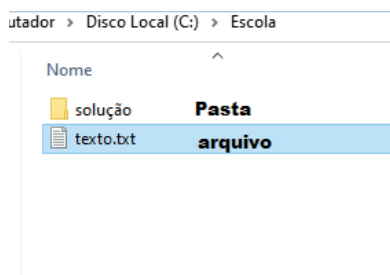 utador > Disco Local (C:) > Escola
Nome
solução Pasta
texto.txt arquivo